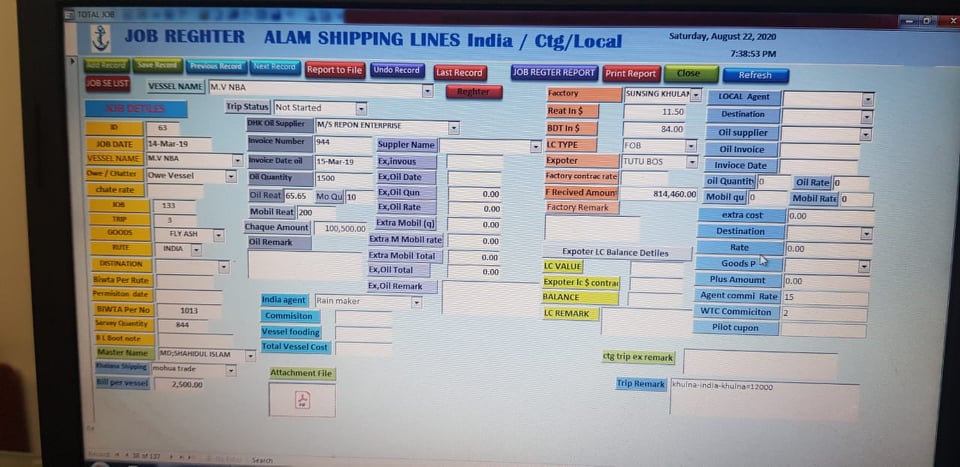 TOTAL JOB
JOB REGHTER ALAM SHIPPING LINES India / Ctg/Local
Saturday, August 22, 2020
7:38:53 PM
Add Record Save Record Previous Record Next Record Report to File Undo Record Last Record JOB REGTER REPORT Print Report Close Refresh
JOB SE LIST VESSEL NAME M.V NBA Reghter
JOB DETILES Trip Status Not Started
ID 63
JOB DATE 14-Mar-19
VESSEL NAME M.V NBA
Owe / CHatter Owe Vessel
chate rate
JOB 133
TRIP 3
GOODS FLY ASH
RUTE INDIA
DISTINATION
Biwta Per Rute
Permisiton date
BIWTA Per No 1013
Survey Quantity 844
B L Boot note
Master Name MD;SHAHIDUL ISLAM
Khulana Shipping mohua trade
Bill per vessel 2,500.00
DHK Oil Supplier M/S REPON ENTERPRISE
Invoice Number 944
Invoice Date oil 15-Mar-19
Oil Quantity 1500
Oil Reat 65.65 Mo Qu 10
Mobil Reat 200
Chaque Amount 100,500.00
Oil Remark
India agent Rain maker
Commisiton
Vessel fooding
Total Vessel Cost
Attachment File
Suppler Name
Ex,invous
Ex,Oil Date
Ex,Oil Qun 0.00
Ex,Oil Rate 0.00
Extra Mobil (q) 0.00
Extra M Mobil rate 0.00
Extra Mobil Total 0.00
Ex,Oil Total 0.00
Ex,Oil Remark
Facctory SUNSING KHULAN
Reat In $ 11.50
BDT In $ 84.00
LC TYPE FOB
Expoter TUTU BOS
Factory contrac rate
F Recived Amount 814,460.00
Factory Remark
Expoter LC Balance Detiles
LC VALUE
Expoter lc $ contrac
BALANCE
LC REMARK
LOCAL Agent
Destination
Oil supplier
Oil Invoice
Invioce Date
oil Quantity 0 Oil Rate 0
Mobil qu 0 Mobil Rate 0
extra cost 0.00
Destination
Rate 0.00
Goods P
Plus Amount 0.00
Agent commi Rate 15
WTC Commiciton 2
Pilot cupon
ctg trip ex remark
Trip Remark khulna-india-khulna=12000
Record: 38 of 137 No Filter Search